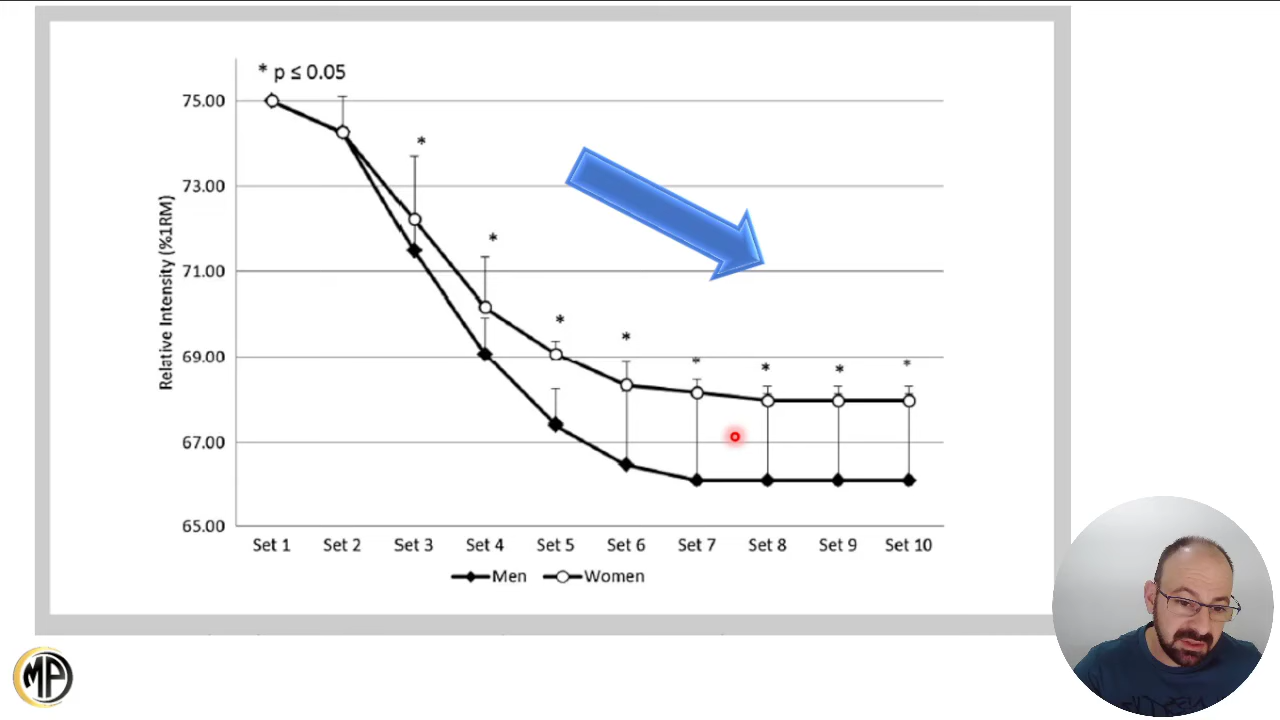 * p ≤ 0.05
75.00
73.00
71.00
69.00
67.00
65.00
Relative Intensity (%1RM)
*
*
*
*
*
*
*
*
Set 1 Set 2 Set 3 Set 4 Set 5 Set 6 Set 7 Set 8 Set 9 Set 10
Men Women
MP